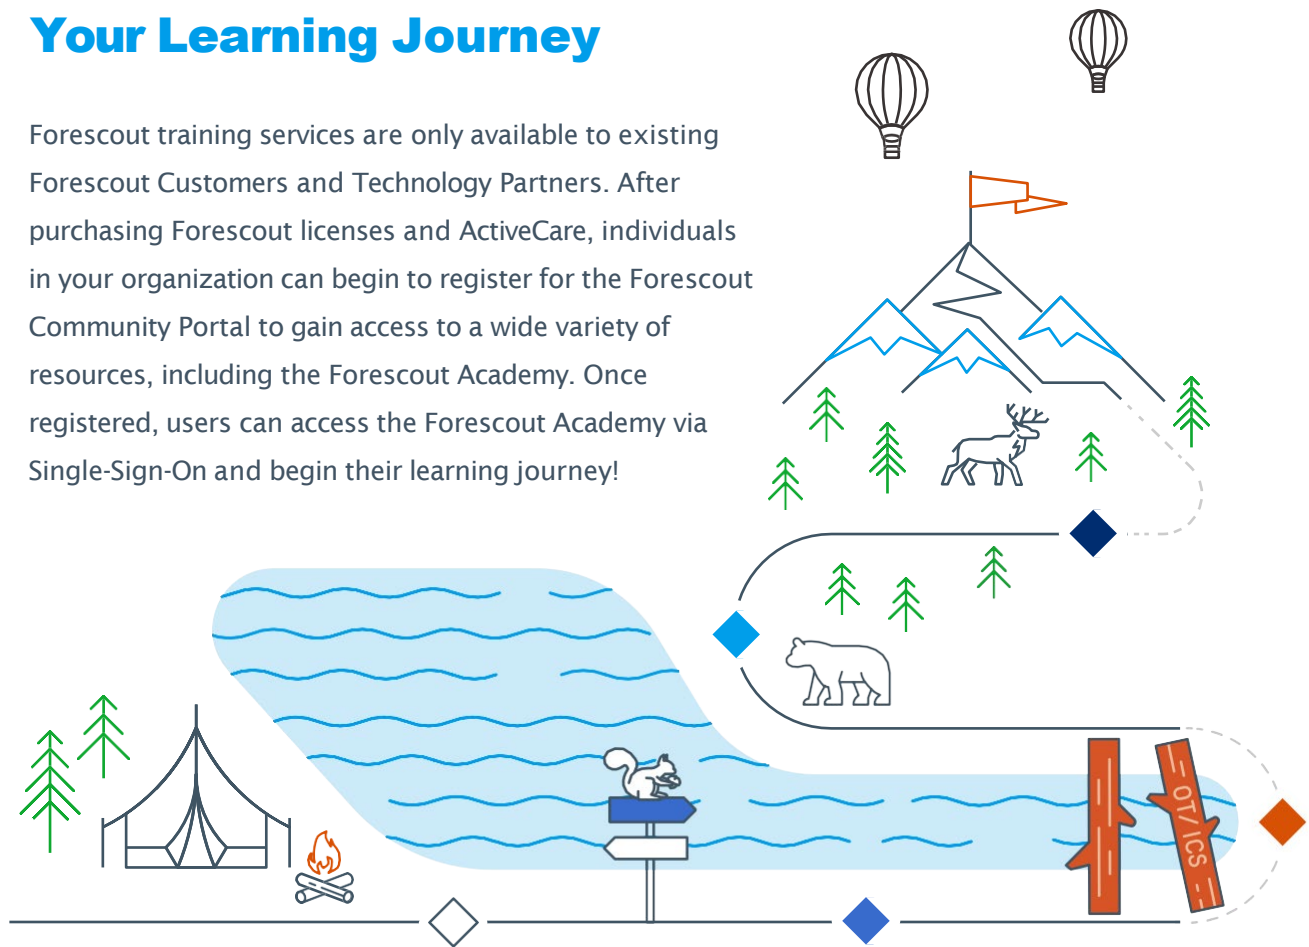 Your Learning Journey
Forescout training services are only available to existing
Forescout Customers and Technology Partners. After
purchasing Forescout licenses and ActiveCare, individuals
in your organization can begin to register for the Forescout
Community Portal to gain access to a wide variety of
resources, including the Forescout Academy. Once
registered, users can access the Forescout Academy via
Single-Sign-On and begin their learning journey!
OT/ ICS